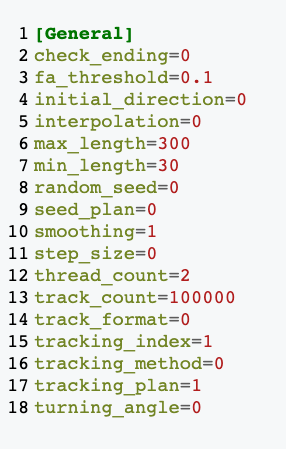 1 [General]
2 check_ending=0
3 fa_threshold=0.1
4 initial_direction=0
5 interpolation=0
6 max_length=300
7 min_length=30
8 random_seed=0
9 seed_plan=0
10 smoothing=1
11 step_size=0
12 thread_count=2
13 track_count=100000
14 track_format=0
15 tracking_index=1
16 tracking_method=0
17 tracking_plan=1
18 turning_angle=0